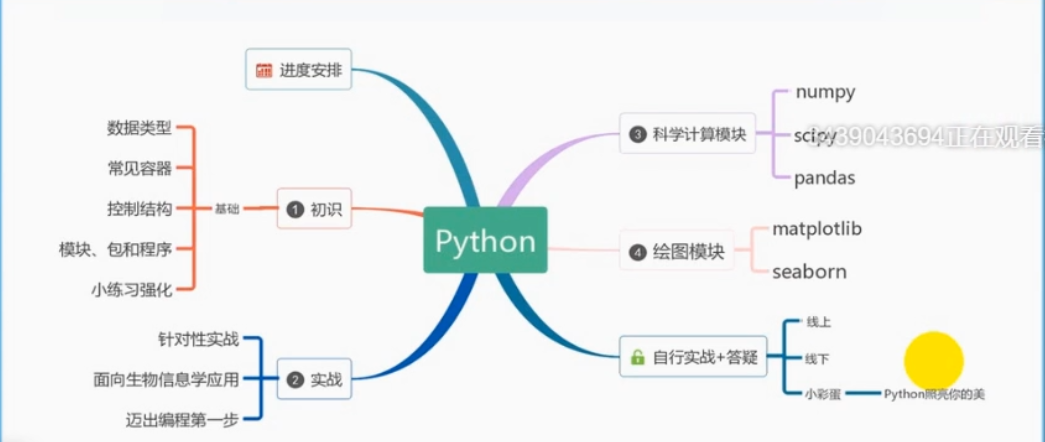 进度安排
数据类型
常见容器
控制结构
模块、包和程序
小练习强化
基础
1 初识
针对性实战
面向生物信息学应用
迈出编程第一步
2 实战
Python
3 科学计算模块
numpy
scipy
pandas
4 绘图模块
matplotlib
seaborn
自行实战+答疑
线上
线下
小彩蛋
Python照亮你的美
39043694正在观看